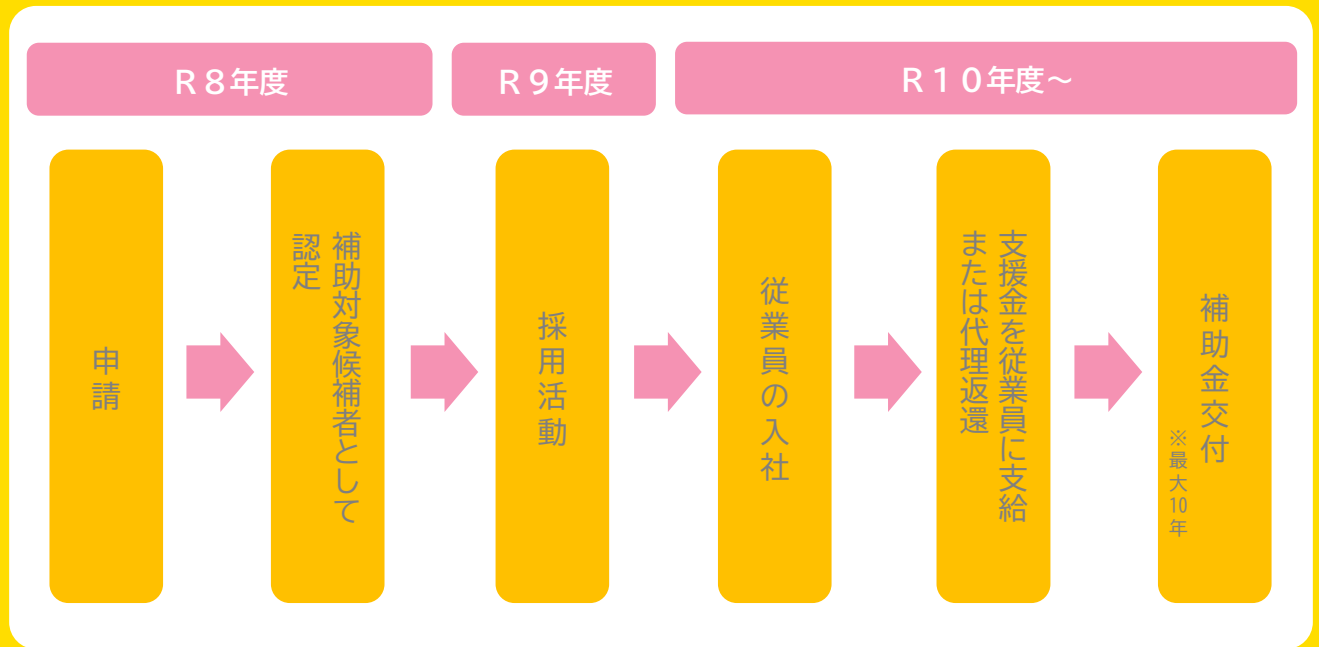 R8年度
R9年度
R10年度～
申請
補助対象候補者として
認定
採用活動
従業員の入社
支援金を従業員に支給
または代理返還
補助金交付
※最大10年